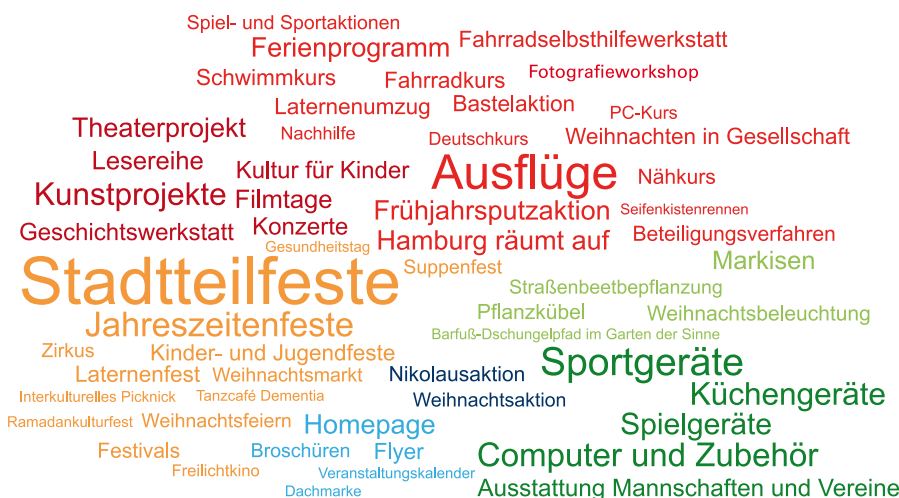 Spiel- und Sportaktionen
Ferienprogramm
Fahrradselbsthilfewerkstatt
Schwimmkurs
Fahrradkurs
Fotografieworkshop
Laternenumzug
Bastelaktion
PC-Kurs
Theaterprojekt
Nachhilfe
Deutschkurs
Weihnachten in Gesellschaft
Lesereihe
Kultur für Kinder
Ausflüge
Nähkurs
Kunstprojekte
Filmtage
Frühjahrsputzaktion
Seifenkistenrennen
Geschichtswerkstatt
Konzerte
Hamburg räumt auf
Beteiligungsverfahren
Gesundheitstag
Stadtteilfeste
Suppenfest
Markisen
Straßenbeetbepflanzung
Jahreszeitenfeste
Pflanzkübel
Weihnachtsbeleuchtung
Barfuß-Dschungelpfad im Garten der Sinne
Zirkus
Kinder- und Jugendfeste
Sportgeräte
Laternenfest
Weihnachtsmarkt
Nikolausaktion
Küchengeräte
Interkulturelles Picknick
Tanzcafé Dementia
Weihnachtsaktion
Ramadankulturfest
Weihnachtsfeiern
Homepage
Spielgeräte
Festivals
Broschüren
Flyer
Computer und Zubehör
Freilichtkino
Veranstaltungskalender
Dachmarke
Ausstattung Mannschaften und Vereine